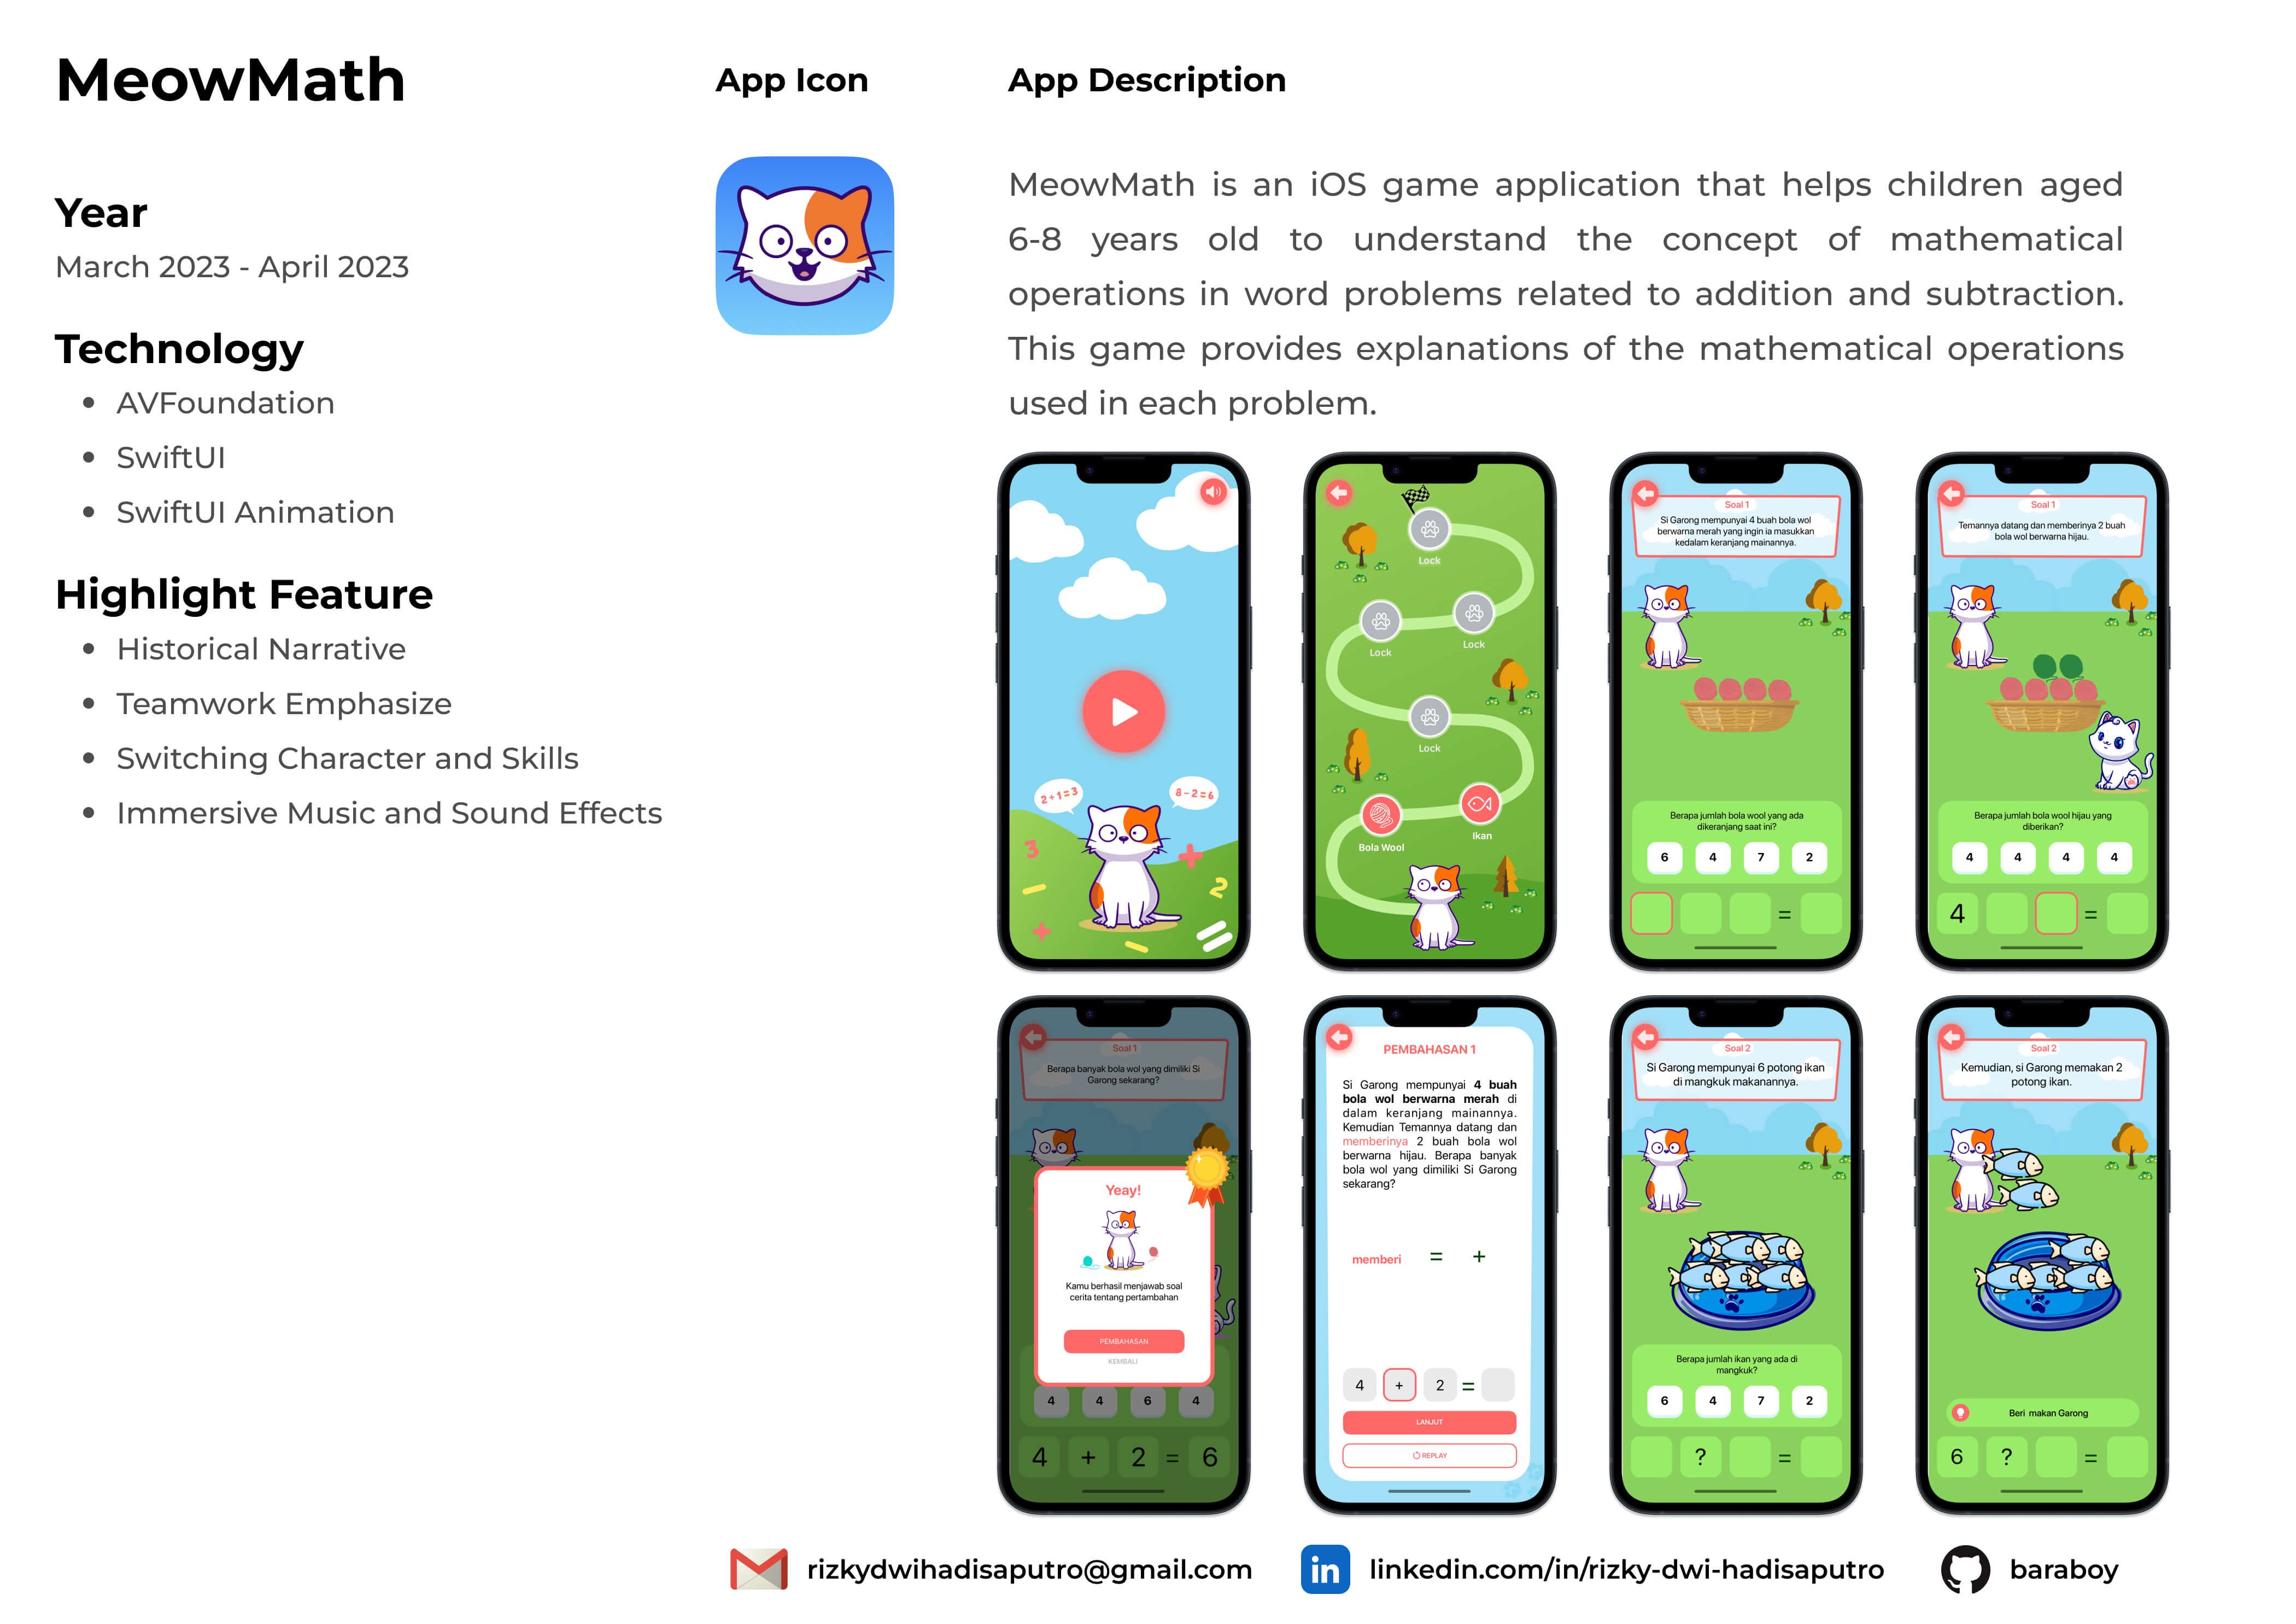 MeowMath
Year
March 2023 - April 2023
Technology
• AVFoundation
• SwiftUI
• SwiftUI Animation
Highlight Feature
• Historical Narrative
• Teamwork Emphasize
• Switching Character and Skills
• Immersive Music and Sound Effects
App Icon
App Description
MeowMath is an iOS game application that helps children aged
6-8 years old to understand the concept of mathematical
operations in word problems related to addition and subtraction.
This game provides explanations of the mathematical operations
used in each problem.
2+1=3
8-2=6
3
+
2
+
Lock
Lock
Lock
Lock
Ikan
Bola Wool
Soal 1
Si Garong mempunyai 4 buah bola wol
berwarna merah yang ingin ia masukkan
kedalam keranjang mainannya.
Berapa jumlah bola wool yang ada
dikeranjang saat ini?
6 4 7 2
=
Soal 1
Temannya datang dan memberinya 2 buah
bola wol berwarna hijau.
Berapa jumlah bola wool hijau yang
diberikan?
4 4 4 4
4 =
Soal 1
Berapa banyak bola wol yang dimiliki Si
Garong sekarang?
Yeay!
Kamu berhasil menjawab soal
cerita tentang pertambahan
PEMBAHASAN
KEMBALI
4 4 6 4
4 + 2 = 6
PEMBAHASAN 1
Si Garong mempunyai 4 buah
bola wol berwarna merah di
dalam keranjang mainannya.
Kemudian Temannya datang dan
memberinya 2 buah bola wol
berwarna hijau. Berapa banyak
bola wol yang dimiliki Si Garong
sekarang?
memberi = +
4 + 2 =
LANJUT
REPLAY
Soal 2
Si Garong mempunyai 6 potong ikan
di mangkuk makanannya.
Berapa jumlah ikan yang ada di
mangkuk?
6 4 7 2
? =
Soal 2
Kemudian, si Garong memakan 2
potong ikan.
Beri makan Garong
6 ? =
rizkydwihadisaputro@gmail.com
in linkedin.com/in/rizky-dwi-hadisaputro
baraboy